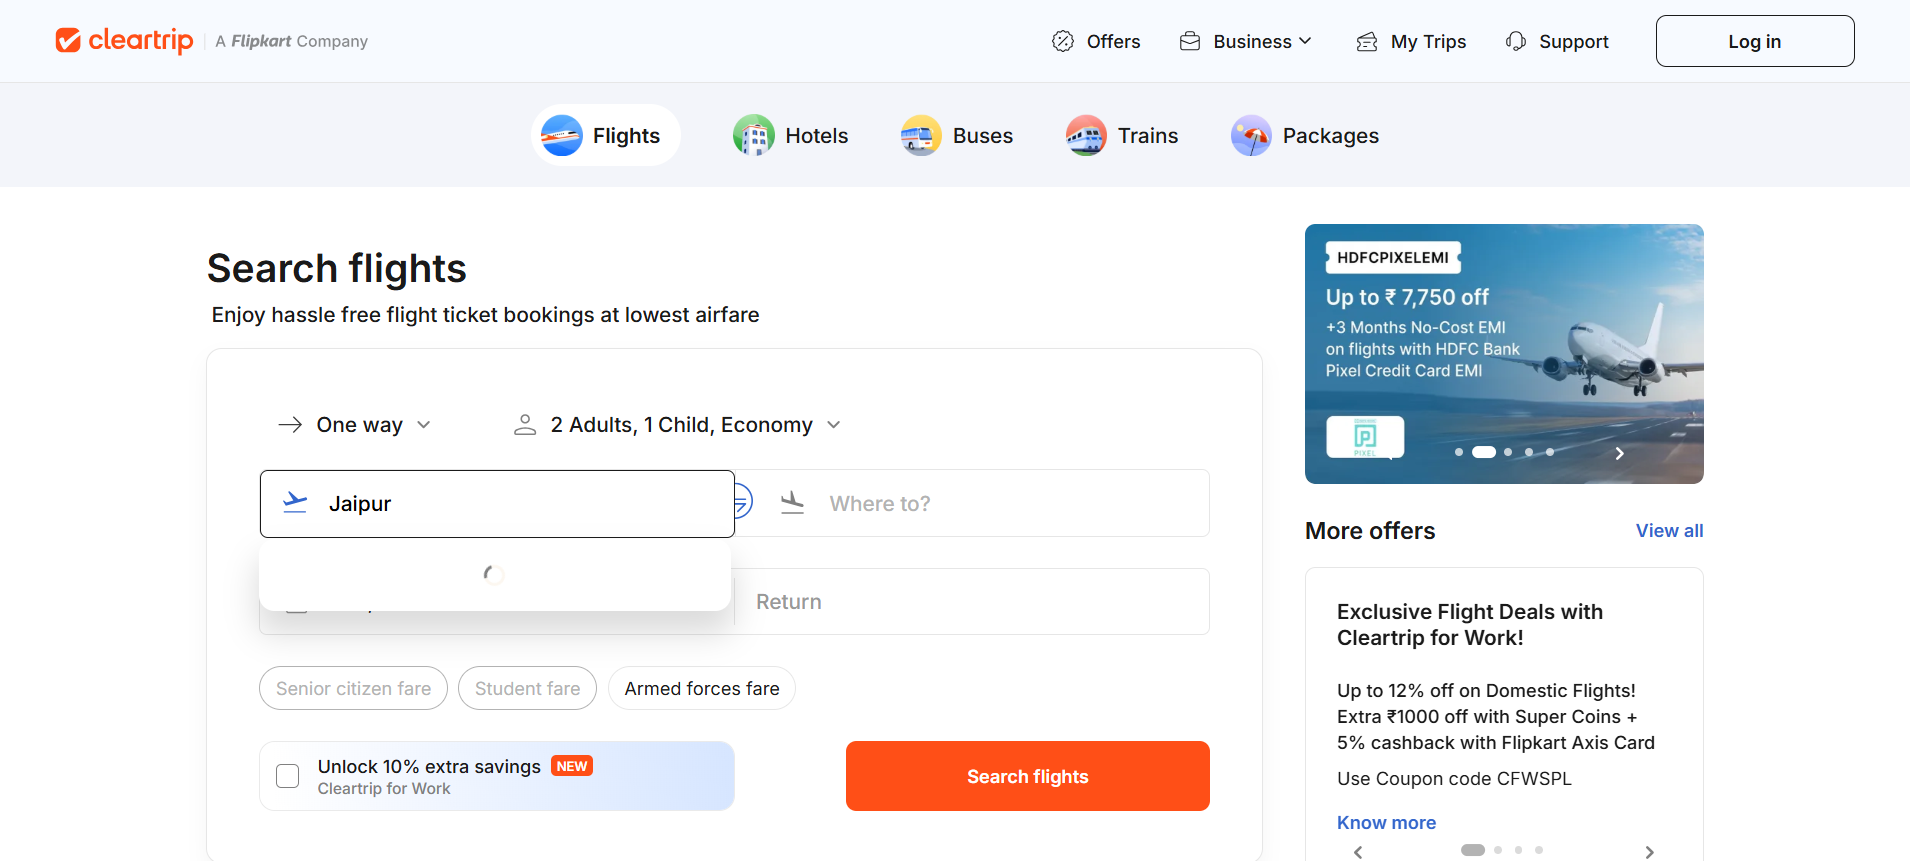 cleartrip
A Flipkart Company
Offers
Business
My Trips
Support
Log in
Flights
Hotels
Buses
Trains
Packages
Search flights
Enjoy hassle free flight ticket bookings at lowest airfare
One way
2 Adults, 1 Child, Economy
Jaipur
Where to?
Return
Senior citizen fare
Student fare
Armed forces fare
Unlock 10% extra savings NEW
Cleartrip for Work
Search flights
HDFCPIXELEMI
Up to ₹ 7,750 off
+3 Months No-Cost EMI
on flights with HDFC Bank
Pixel Credit Card EMI
PIXEL
More offers
View all
Exclusive Flight Deals with
Cleartrip for Work!
Up to 12% off on Domestic Flights!
Extra ₹1000 off with Super Coins +
5% cashback with Flipkart Axis Card
Use Coupon code CFWSPL
Know more